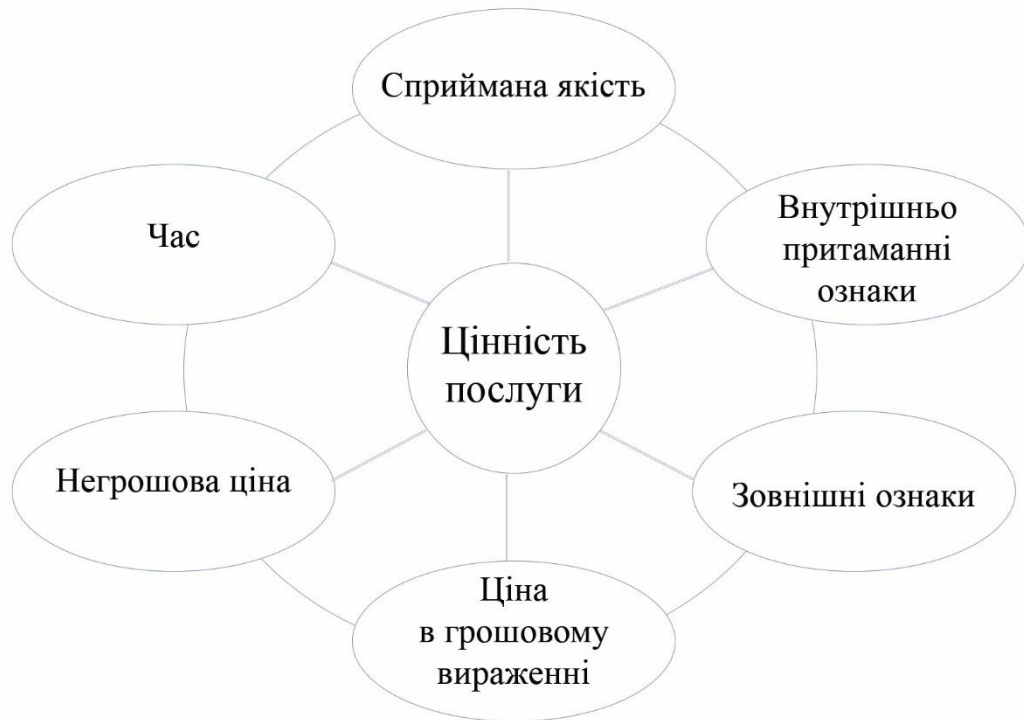 Сприймана якість
Час
Внутрішньо
притаманні
ознаки
Цінність
послуги
Негрошова ціна
Зовнішні ознаки
Ціна
в грошовому
вираженні